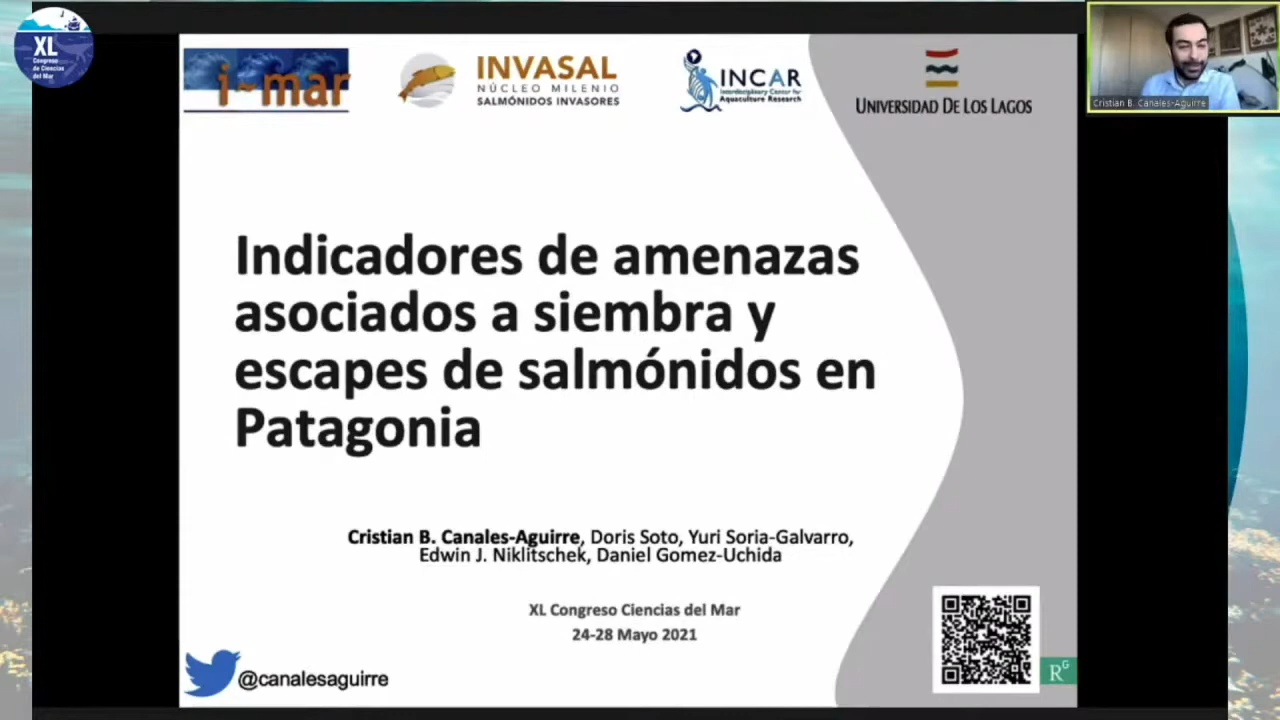 XL
Congreso
de Ciencias
del Mar
i~mar
INVASAL
NÚCLEO MILENIO
SALMÓNIDOS INVASORES
INCAR
Interdisciplinary Center for
Aquaculture Research
UNIVERSIDAD DE LOS LAGOS
Cristian B. Canales-Aguirre
Indicadores de amenazas
asociados a siembra y
escapes de salmónidos en
Patagonia
Cristian B. Canales-Aguirre, Doris Soto, Yuri Soria-Galvarro,
Edwin J. Niklitschek, Daniel Gomez-Uchida
XL Congreso Ciencias del Mar
24-28 Mayo 2021
@canalesaguirre
RG